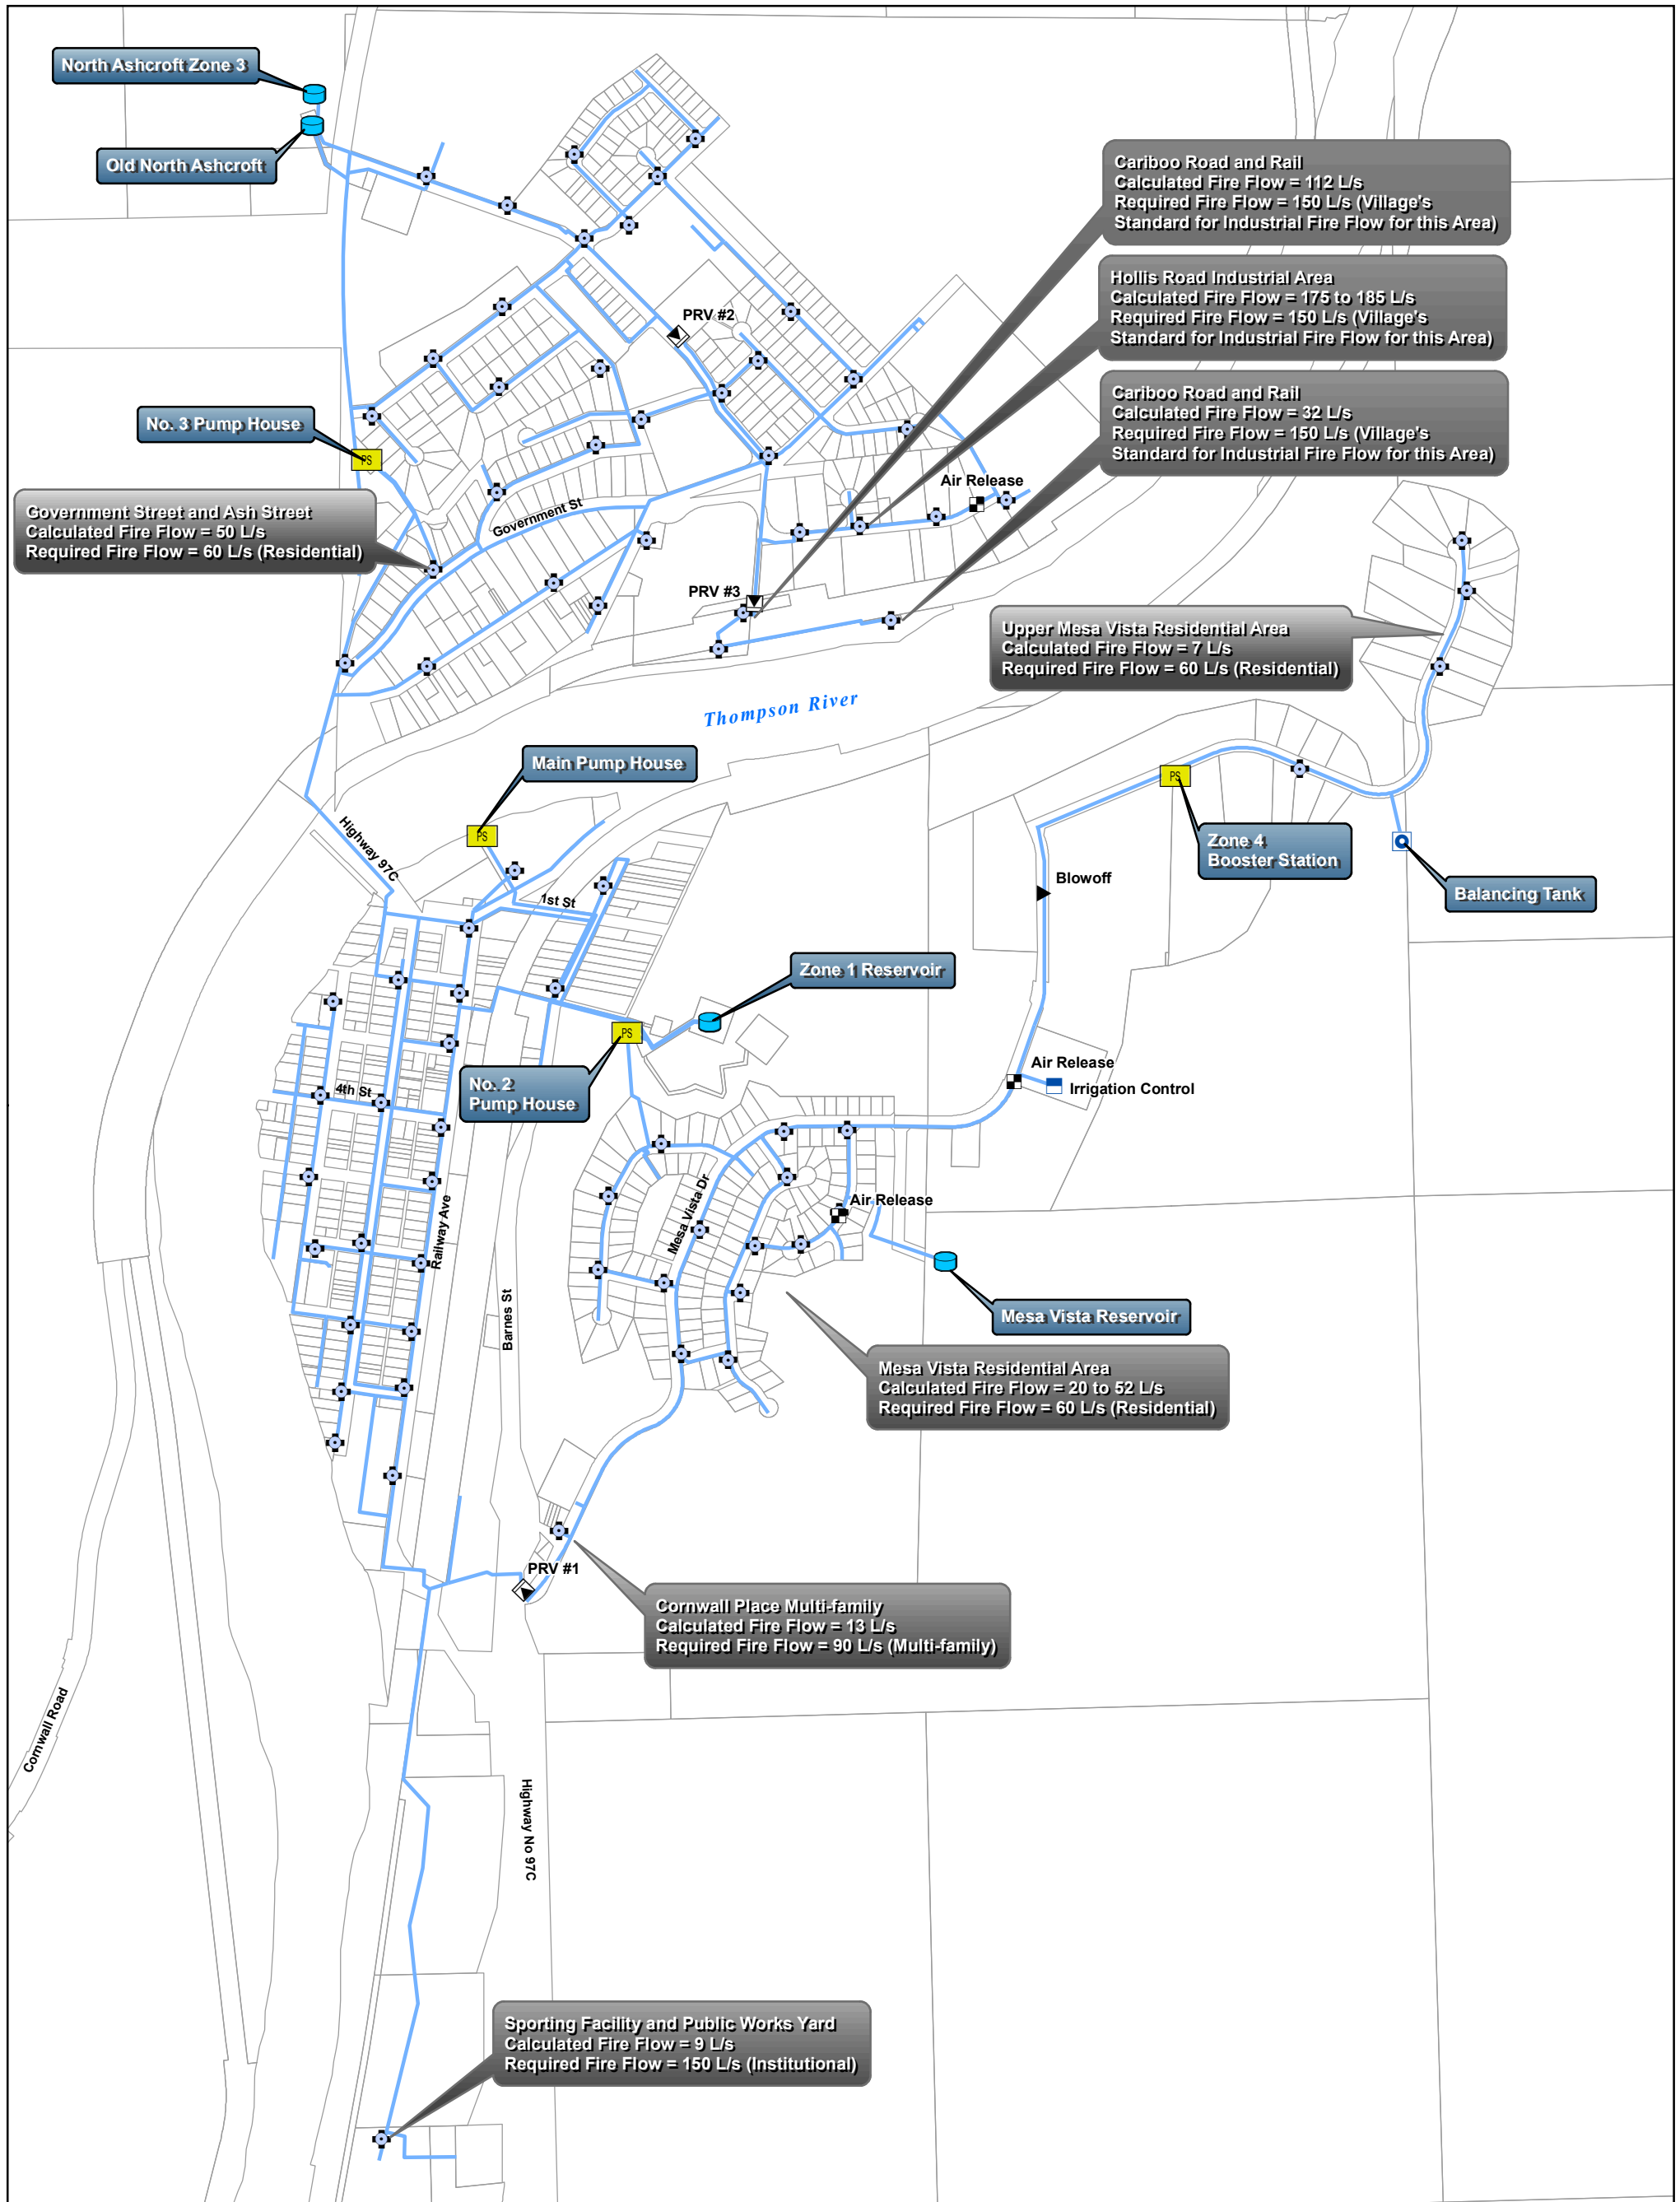 North Ashcroft Zone 3
Old North Ashcroft
Cariboo Road and Rail
Calculated Fire Flow = 112 L/s
Required Fire Flow = 150 L/s (Village's
Standard for Industrial Fire Flow for this Area)
Hollis Road Industrial Area
Calculated Fire Flow = 175 to 185 L/s
Required Fire Flow = 150 L/s (Village's
Standard for Industrial Fire Flow for this Area)
PRV #2
Cariboo Road and Rail
Calculated Fire Flow = 32 L/s
Required Fire Flow = 150 L/s (Village's
Standard for Industrial Fire Flow for this Area)
No. 3 Pump House
PS
Air Release
Government Street and Ash Street
Calculated Fire Flow = 50 L/s
Required Fire Flow = 60 L/s (Residential)
Government St
PRV #3
Upper Mesa Vista Residential Area
Calculated Fire Flow = 7 L/s
Required Fire Flow = 60 L/s (Residential)
Thompson River
Main Pump House
PS
PS
Zone 4
Booster Station
Highway 97C
Blowoff
Balancing Tank
1st St
Zone 1 Reservoir
PS
Air Release
Irrigation Control
No. 2
Pump House
4th St
Mesa Vista Dr
Air Release
Railway Ave
Barnes St
Mesa Vista Reservoir
Mesa Vista Residential Area
Calculated Fire Flow = 20 to 52 L/s
Required Fire Flow = 60 L/s (Residential)
PRV #1
Cornwall Place Multi-family
Calculated Fire Flow = 13 L/s
Required Fire Flow = 90 L/s (Multi-family)
Cornwall Road
Highway No 97C
Sporting Facility and Public Works Yard
Calculated Fire Flow = 9 L/s
Required Fire Flow = 150 L/s (Institutional)